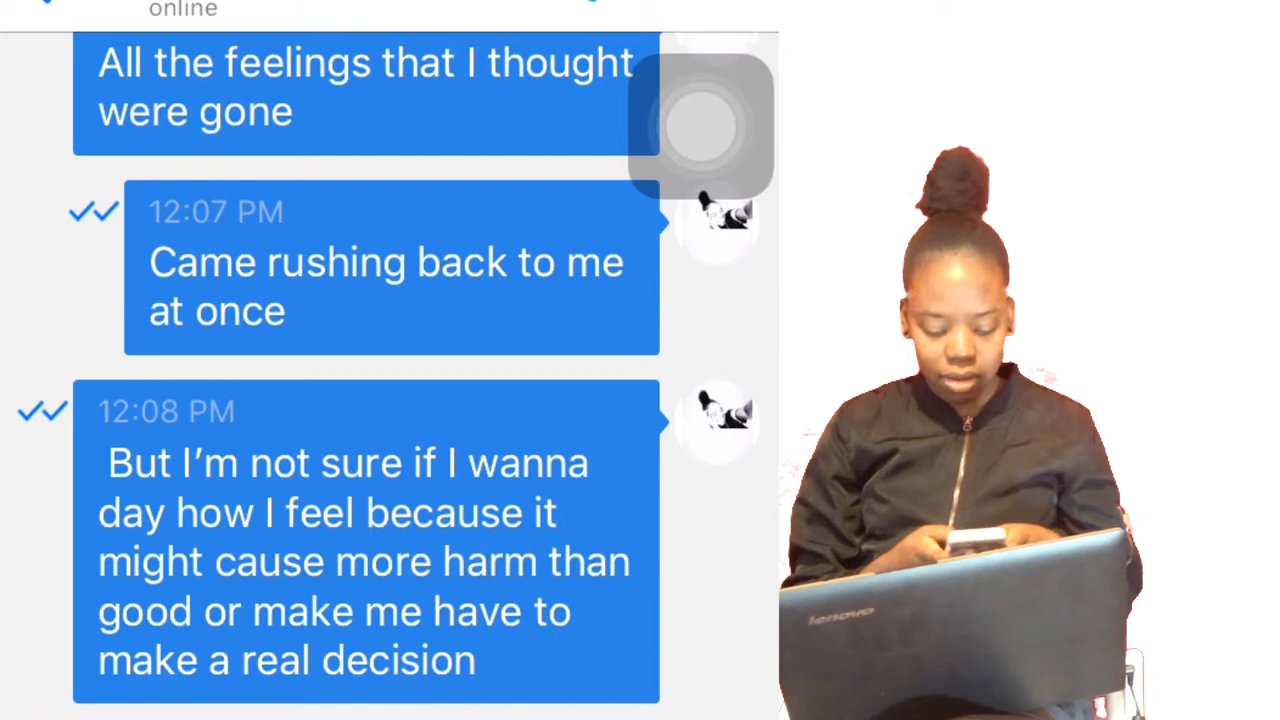 online
All the feelings that I thought
were gone
12:07 PM
Came rushing back to me
at once
12:08 PM
But I'm not sure if I wanna
day how I feel because it
might cause more harm than
good or make me have to
make a real decision
lenovo